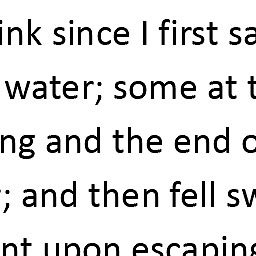 ink since I first sa
water; some at t
ng and the end o
; and then fell sw
nt upon escaping